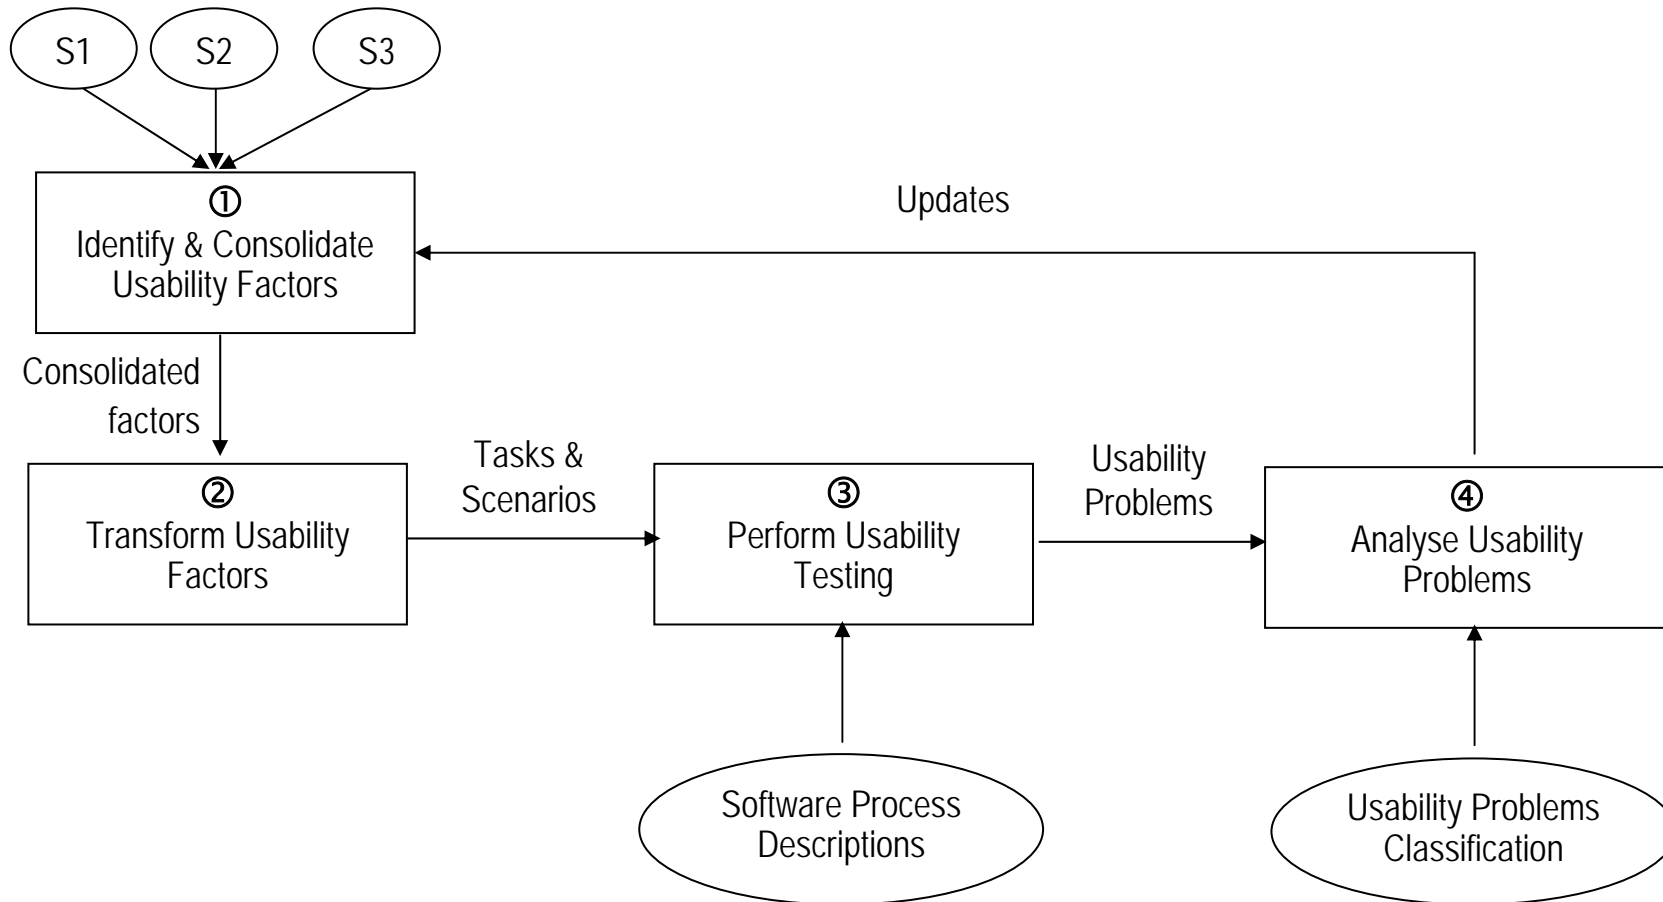 S1
S2
S3
①
Identify & Consolidate
Usability Factors
Updates
Consolidated
factors
②
Transform Usability
Factors
Tasks &
Scenarios
③
Perform Usability
Testing
Usability
Problems
④
Analyse Usability
Problems
Software Process
Descriptions
Usability Problems
Classification